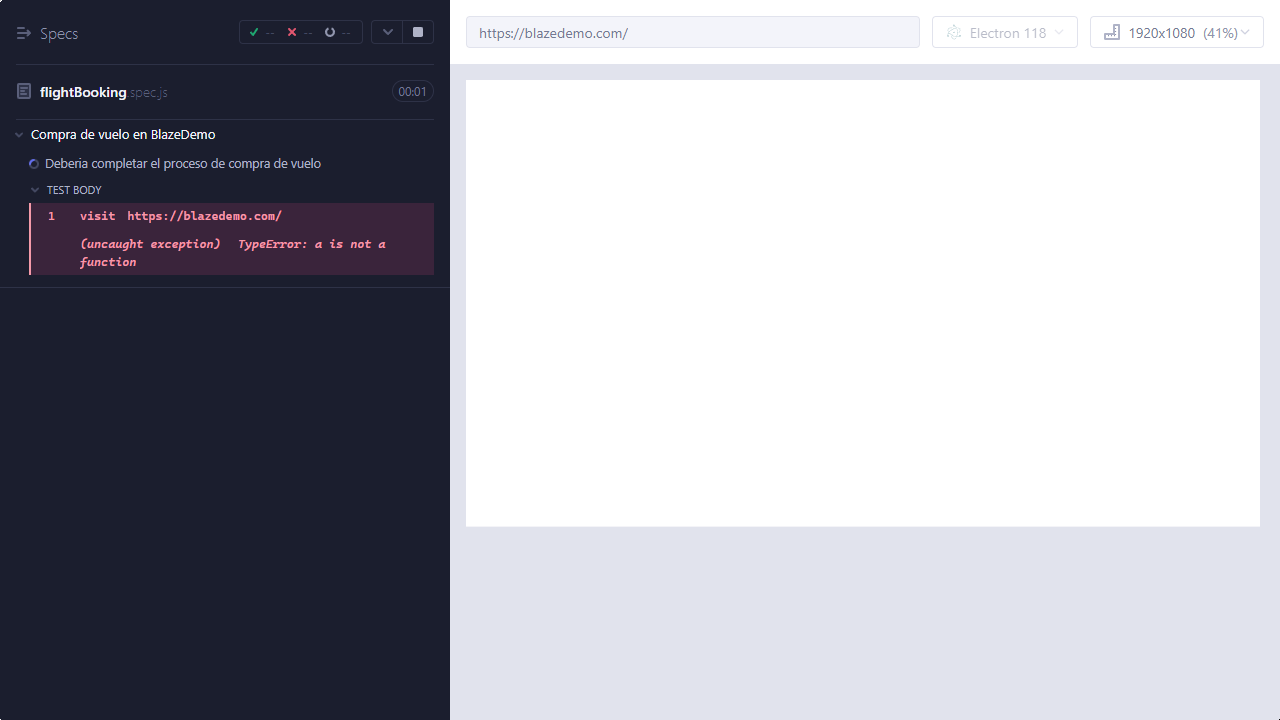 Specs
-- -- --
flightBooking.spec.js
00:01
Compra de vuelo en BlazeDemo
Deberia completar el proceso de compra de vuelo
TEST BODY
1 visit https://blazedemo.com/
(uncaught exception) TypeError: a is not a
function
https://blazedemo.com/
Electron 118
1920x1080 (41%)